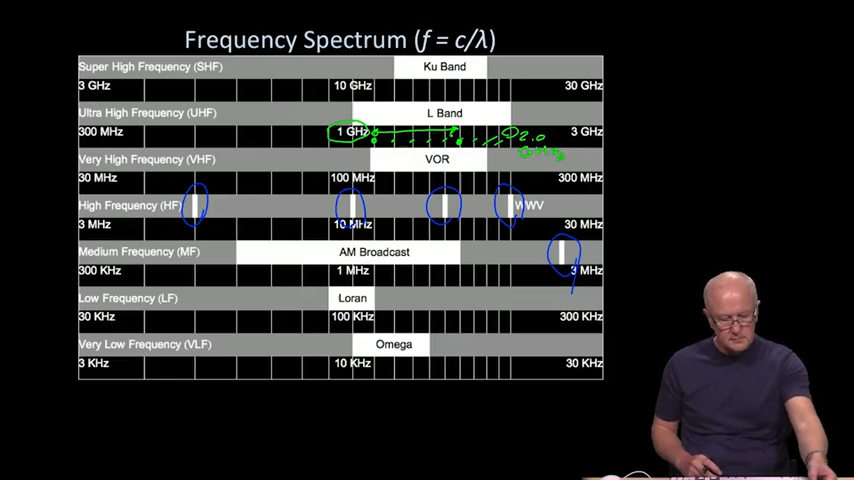 Frequency Spectrum (f = c/λ)
Super High Frequency (SHF) Ku Band
3 GHz 10 GHz 30 GHz
Ultra High Frequency (UHF) L Band
300 MHz 1 GHz 3 GHz
2.0
Very High Frequency (VHF) VOR
30 MHz 100 MHz 300 MHz
High Frequency (HF) WWV
3 MHz 10 MHz 30 MHz
Medium Frequency (MF) AM Broadcast
300 KHz 1 MHz 3 MHz
Low Frequency (LF) Loran
30 KHz 100 KHz 300 KHz
Very Low Frequency (VLF) Omega
3 KHz 10 KHz 30 KHz